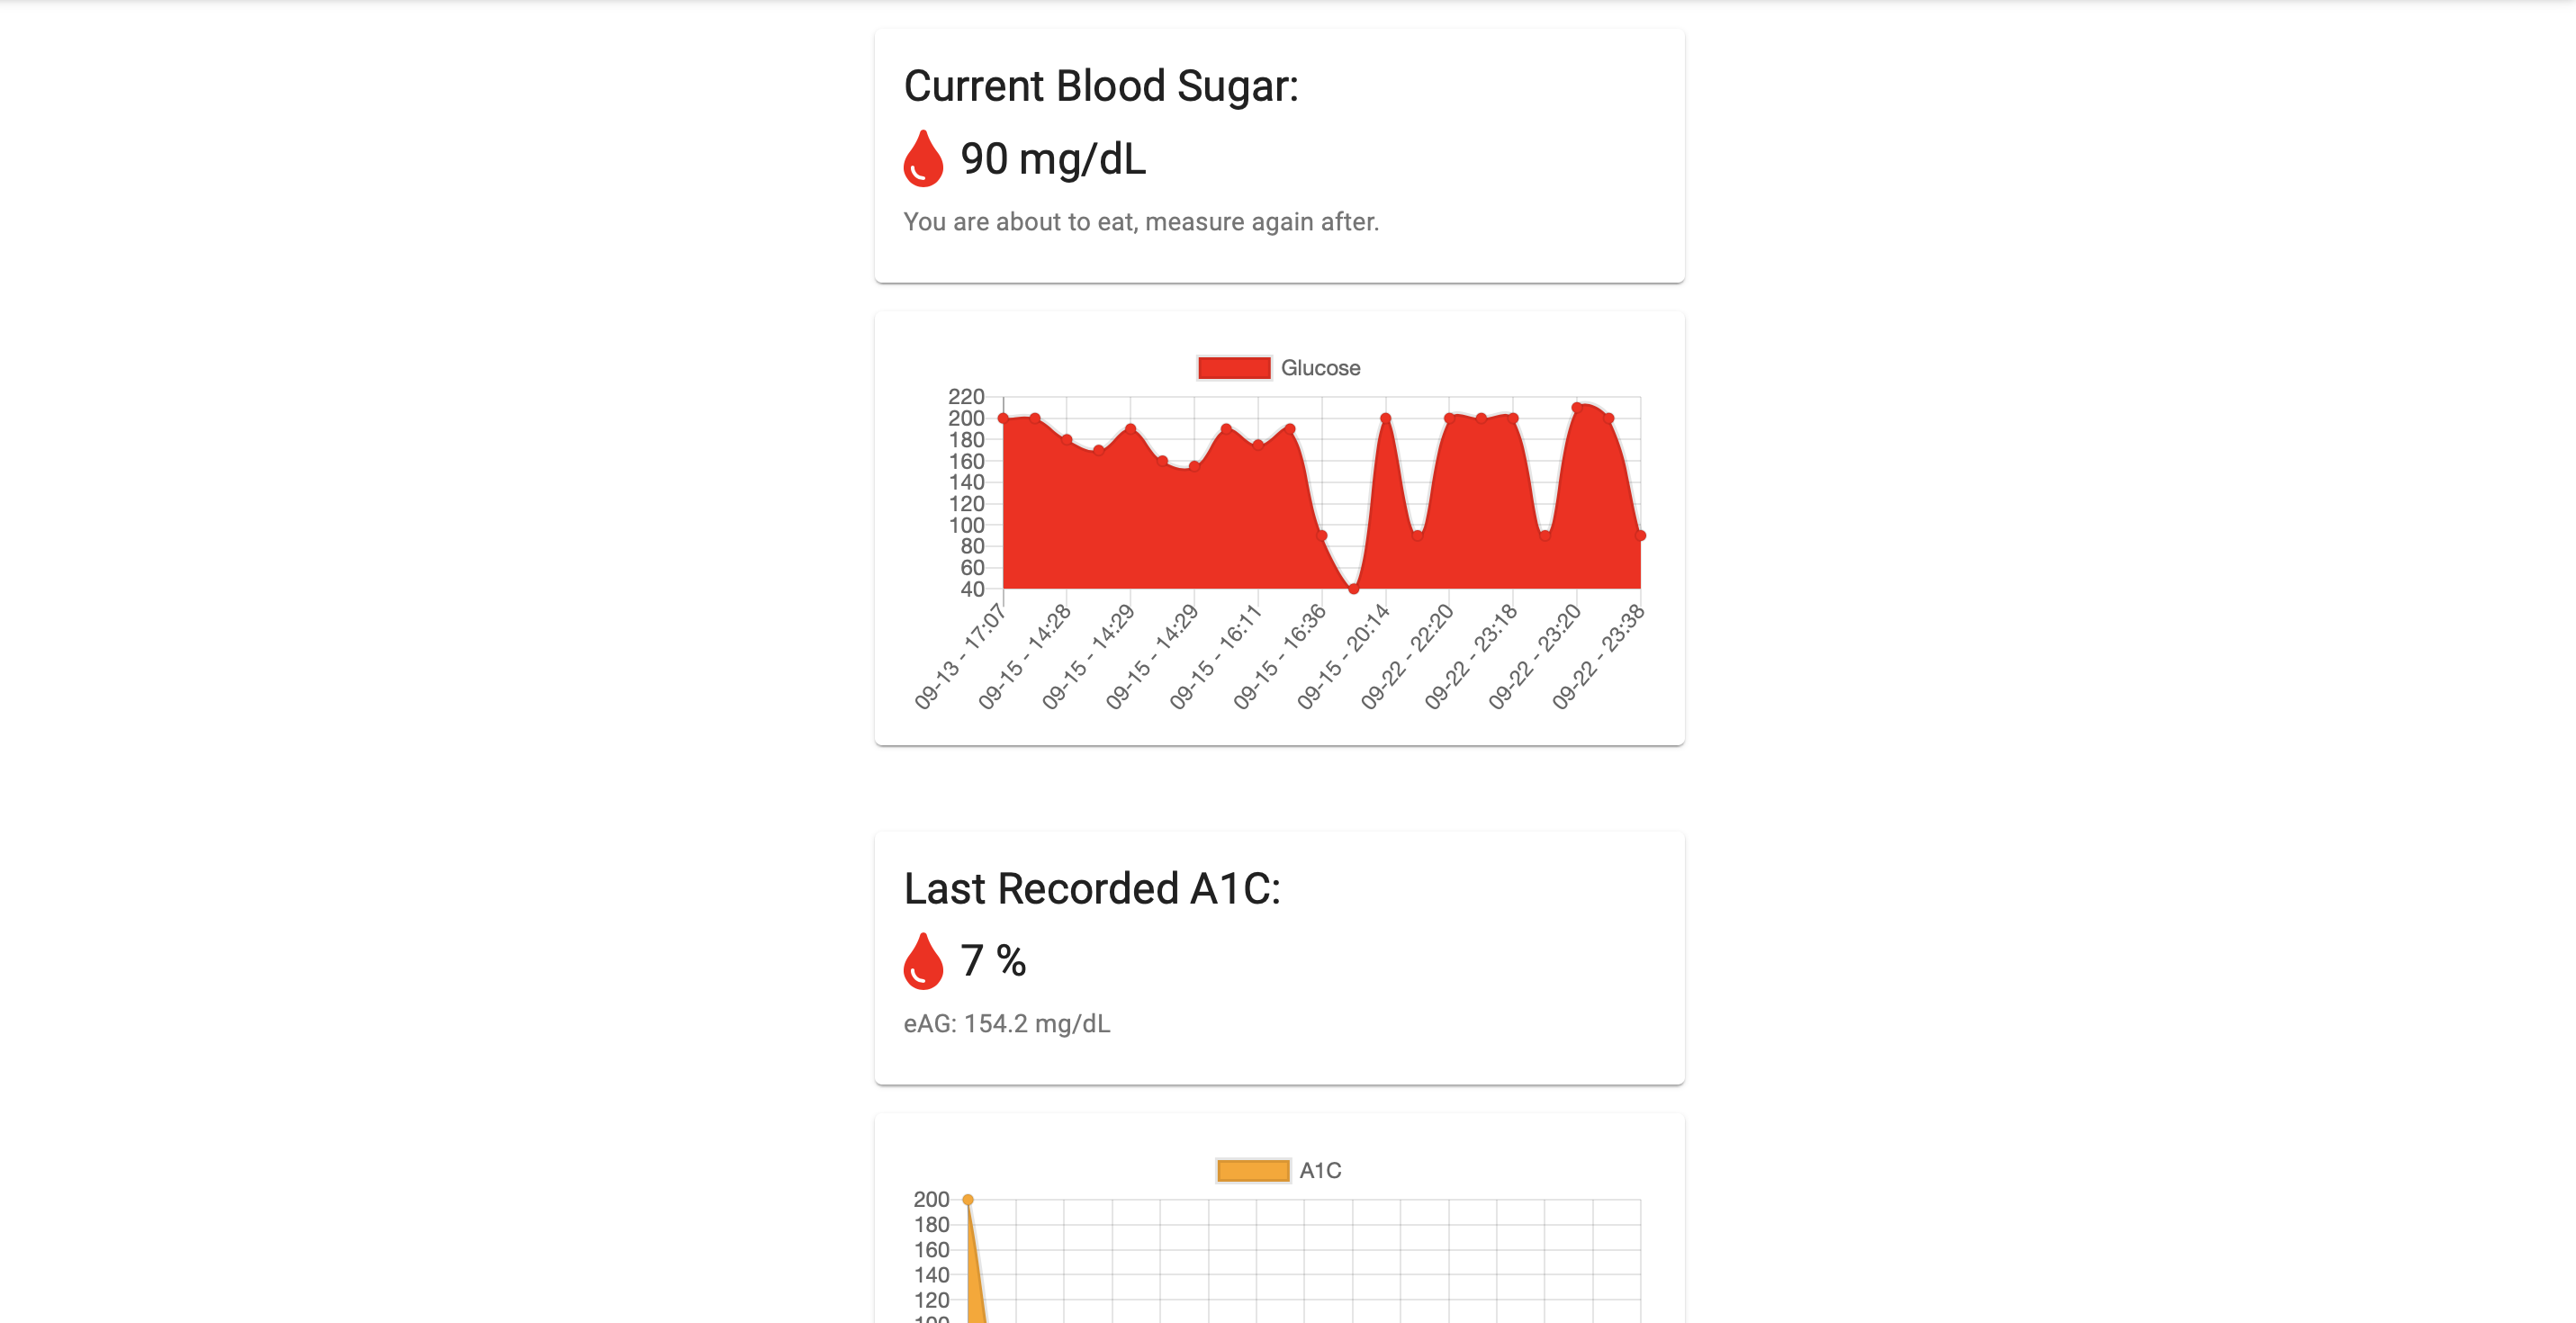 Current Blood Sugar:
90 mg/dL
You are about to eat, measure again after.
Glucose
220
200
180
160
140
120
100
80
60
40
09-13 - 17:07
09-15 - 14:28
09-15 - 14:29
09-15 - 14:29
09-15 - 16:11
09-15 - 16:36
09-15 - 20:14
09-22 - 22:20
09-22 - 23:18
09-22 - 23:20
09-22 - 23:38
Last Recorded A1C:
7 %
eAG: 154.2 mg/dL
A1C
200
180
160
140
120
100